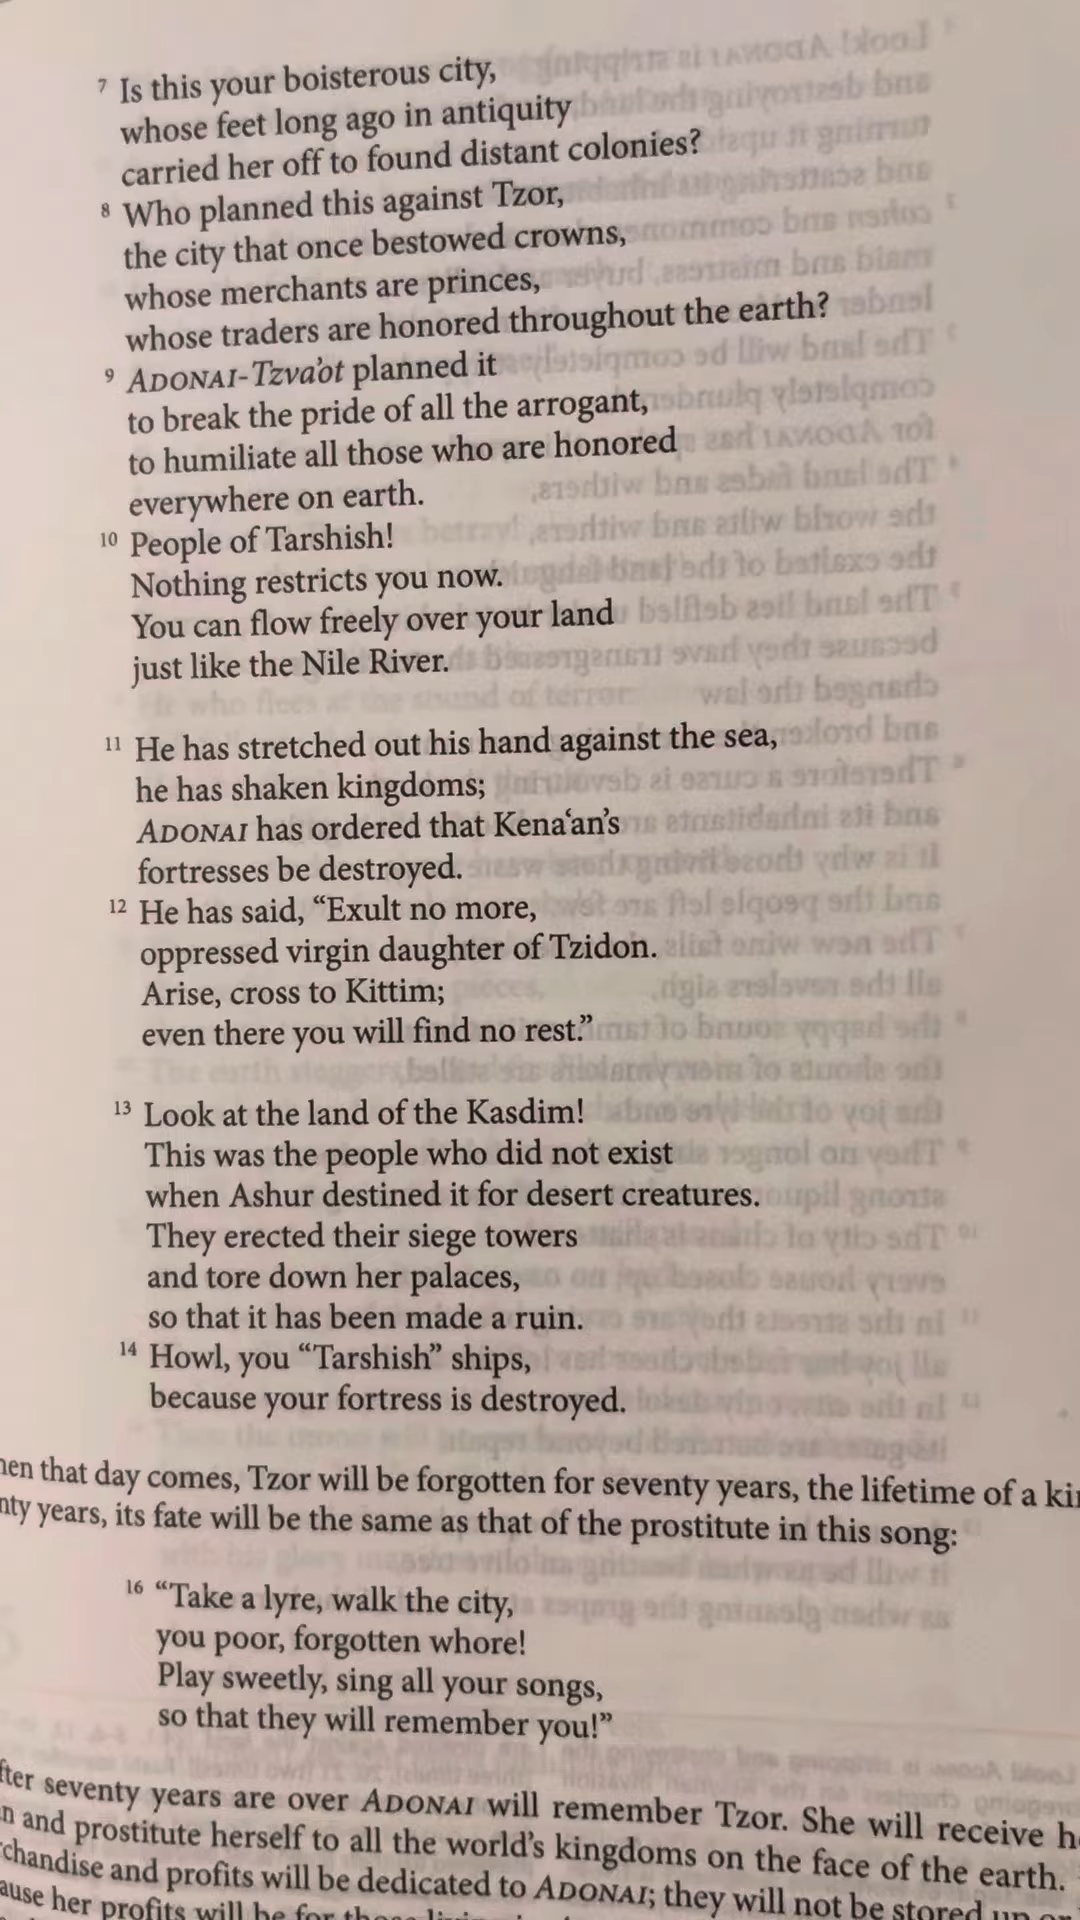 7 Is this your boisterous city,
whose feet long ago in antiquity
carried her off to found distant colonies?
8 Who planned this against Tzor,
the city that once bestowed crowns,
whose merchants are princes,
whose traders are honored throughout the earth?
9 ADONAI-Tzva'ot planned it
to break the pride of all the arrogant,
to humiliate all those who are honored
everywhere on earth.
10 People of Tarshish!
Nothing restricts you now.
You can flow freely over your land
just like the Nile River.
11 He has stretched out his hand against the sea,
he has shaken kingdoms;
ADONAI has ordered that Kena‘an’s
fortresses be destroyed.
12 He has said, “Exult no more,
oppressed virgin daughter of Tzidon.
Arise, cross to Kittim;
even there you will find no rest.”
13 Look at the land of the Kasdim!
This was the people who did not exist
when Ashur destined it for desert creatures.
They erected their siege towers
and tore down her palaces,
so that it has been made a ruin.
14 Howl, you “Tarshish” ships,
because your fortress is destroyed.
that day comes, Tzor will be forgotten for seventy years, the lifetime of a
years, its fate will be the same as that of the prostitute in this song:
16 “Take a lyre, walk the city,
you poor, forgotten whore!
Play sweetly, sing all your songs,
so that they will remember you!”
seventy years are over ADONAI will remember Tzor. She will receive
and prostitute herself to all the world’s kingdoms on the face of the earth.
and profits will be dedicated to ADONAI; they will not be stored up
her profits will be for those